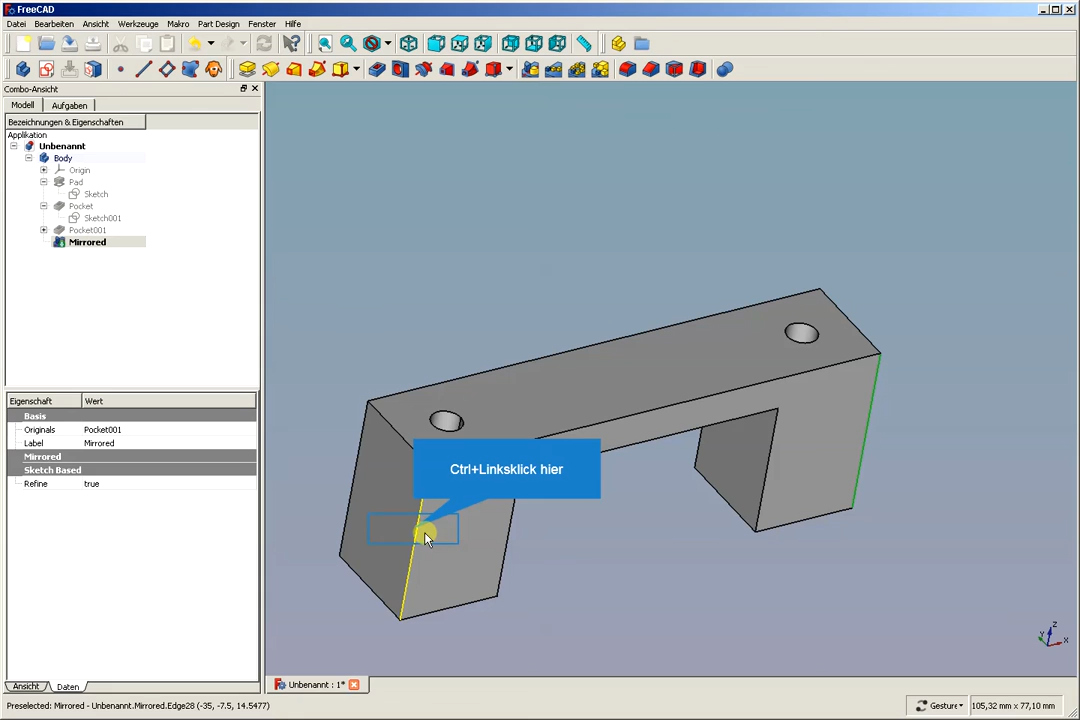 FreeCAD
Datei Bearbeiten Ansicht Werkzeuge Makro Part Design Fenster Hilfe
Combo-Ansicht
Modell Aufgaben
Bezeichnungen & Eigenschaften
Applikation
Unbenannt
Body
Origin
Pad
Sketch
Pocket
Sketch001
Pocket001
Mirrored
Ctrl+Linksklick hier
Eigenschaft Wert
Basis
Originals Pocket001
Label Mirrored
Mirrored
Sketch Based
Refine true
Z
Y
X
Ansicht Daten
Unbenannt : 1*
Preselected: Mirrored - Unbenannt.Mirrored.Edge28 (-35, -7.5, 14.5477)
Gesture
105,32 mm x 77,10 mm